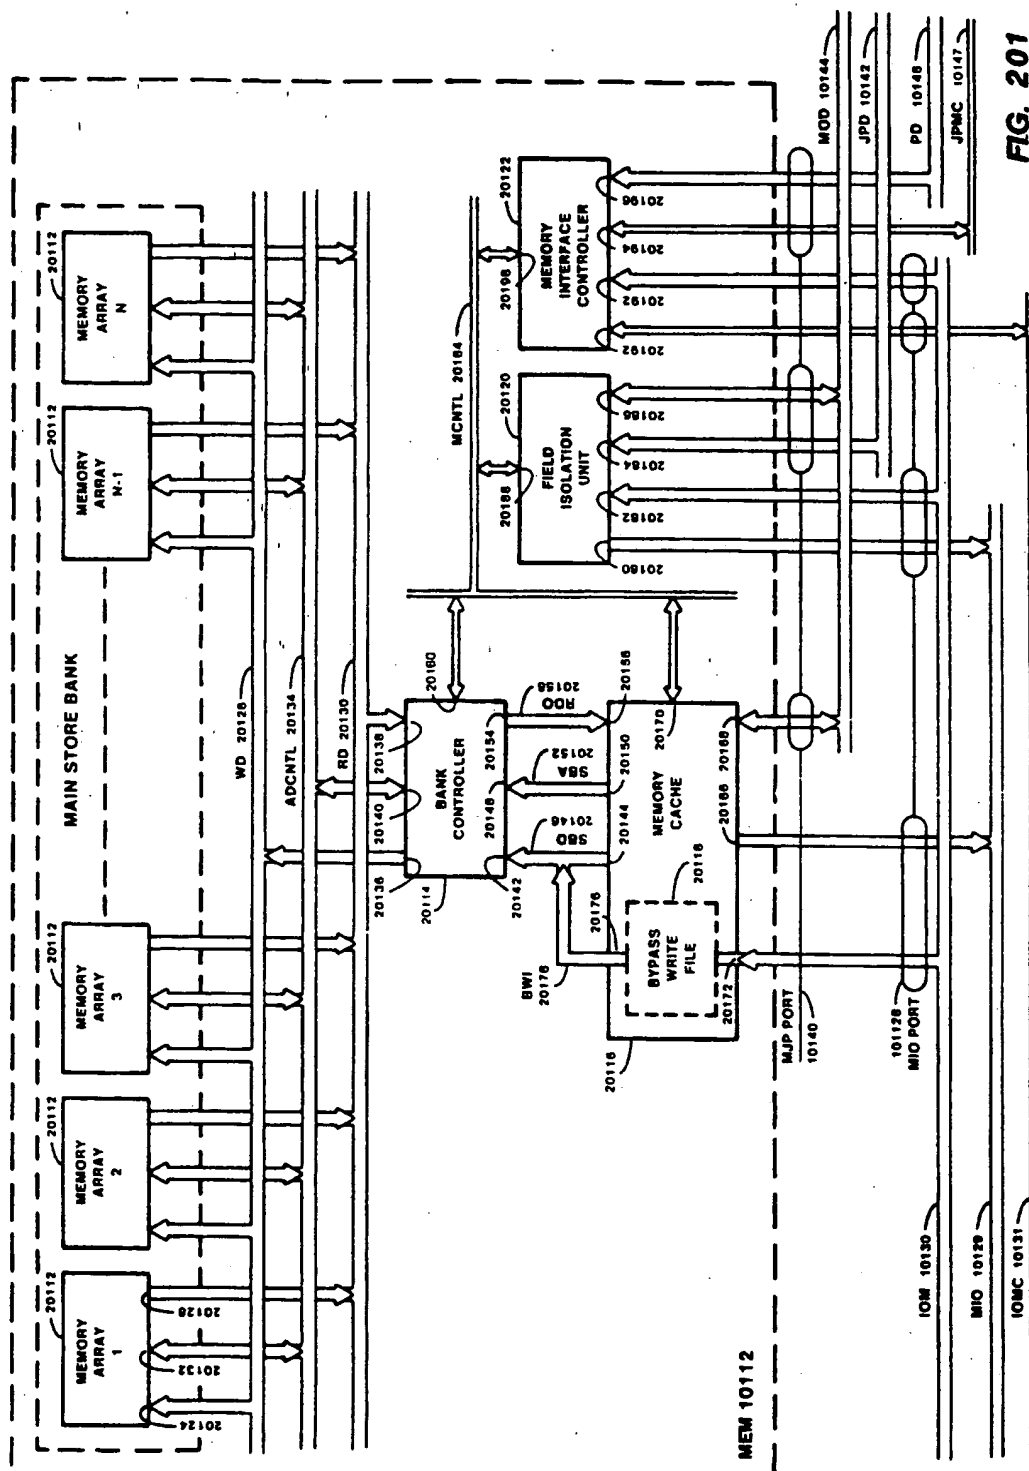 MAIN STORE BANK
20112
MEMORY
ARRAY
1
20112
MEMORY
ARRAY
2
20112
MEMORY
ARRAY
3
20112
MEMORY
ARRAY
N-1
20112
MEMORY
ARRAY
N
20124
20132
20128
WD 20126
ADCNTL 20134
RD 20130
20136
20140
20138
20114
BANK
CONTROLLER
20160
20142
20148
20154
SBD
20146
SBA
20152
RDO
20158
20144
20150
20156
BWI
20178
20176
20116
MEMORY
CACHE
20118
BYPASS
WRITE
FILE
20170
20172
20166
20168
MCNTL 20164
20188
20120
FIELD
ISOLATION
UNIT
20180
20182
20184
20186
20198
20122
MEMORY
INTERFACE
CONTROLLER
20192
20192
20194
20196
MEM 10112
MJP PORT
10140
101128
MIO PORT
MOD 10144
JPD 10142
PD 10146
JPMC 10147
IOM 10130
MIO 10129
IOMC 10131
FIG. 201